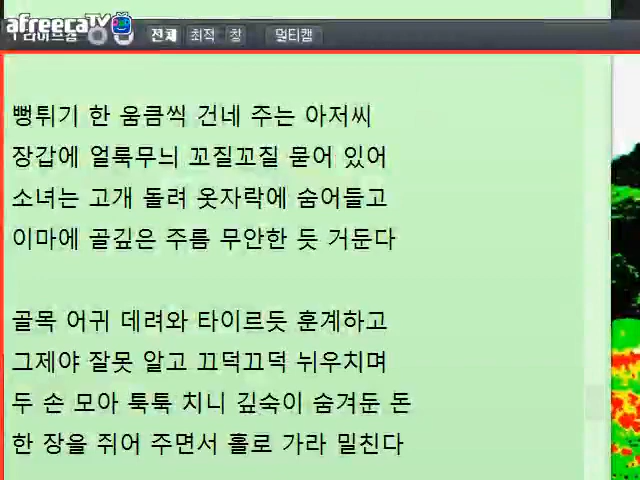 afreecaTV
전체 최적 창 멀티캠
뻥튀기 한 움큼씩 건네 주는 아저씨
장갑에 얼룩무늬 꼬질꼬질 묻어 있어
소녀는 고개 돌려 옷자락에 숨어들고
이마에 골깊은 주름 무안한 듯 거둔다
골목 어귀 데려와 타이르듯 훈계하고
그제야 잘못 알고 끄덕끄덕 뉘우치며
두 손 모아 툭툭 치니 깊숙이 숨겨둔 돈
한 장을 쥐어 주면서 홀로 가라 밀친다